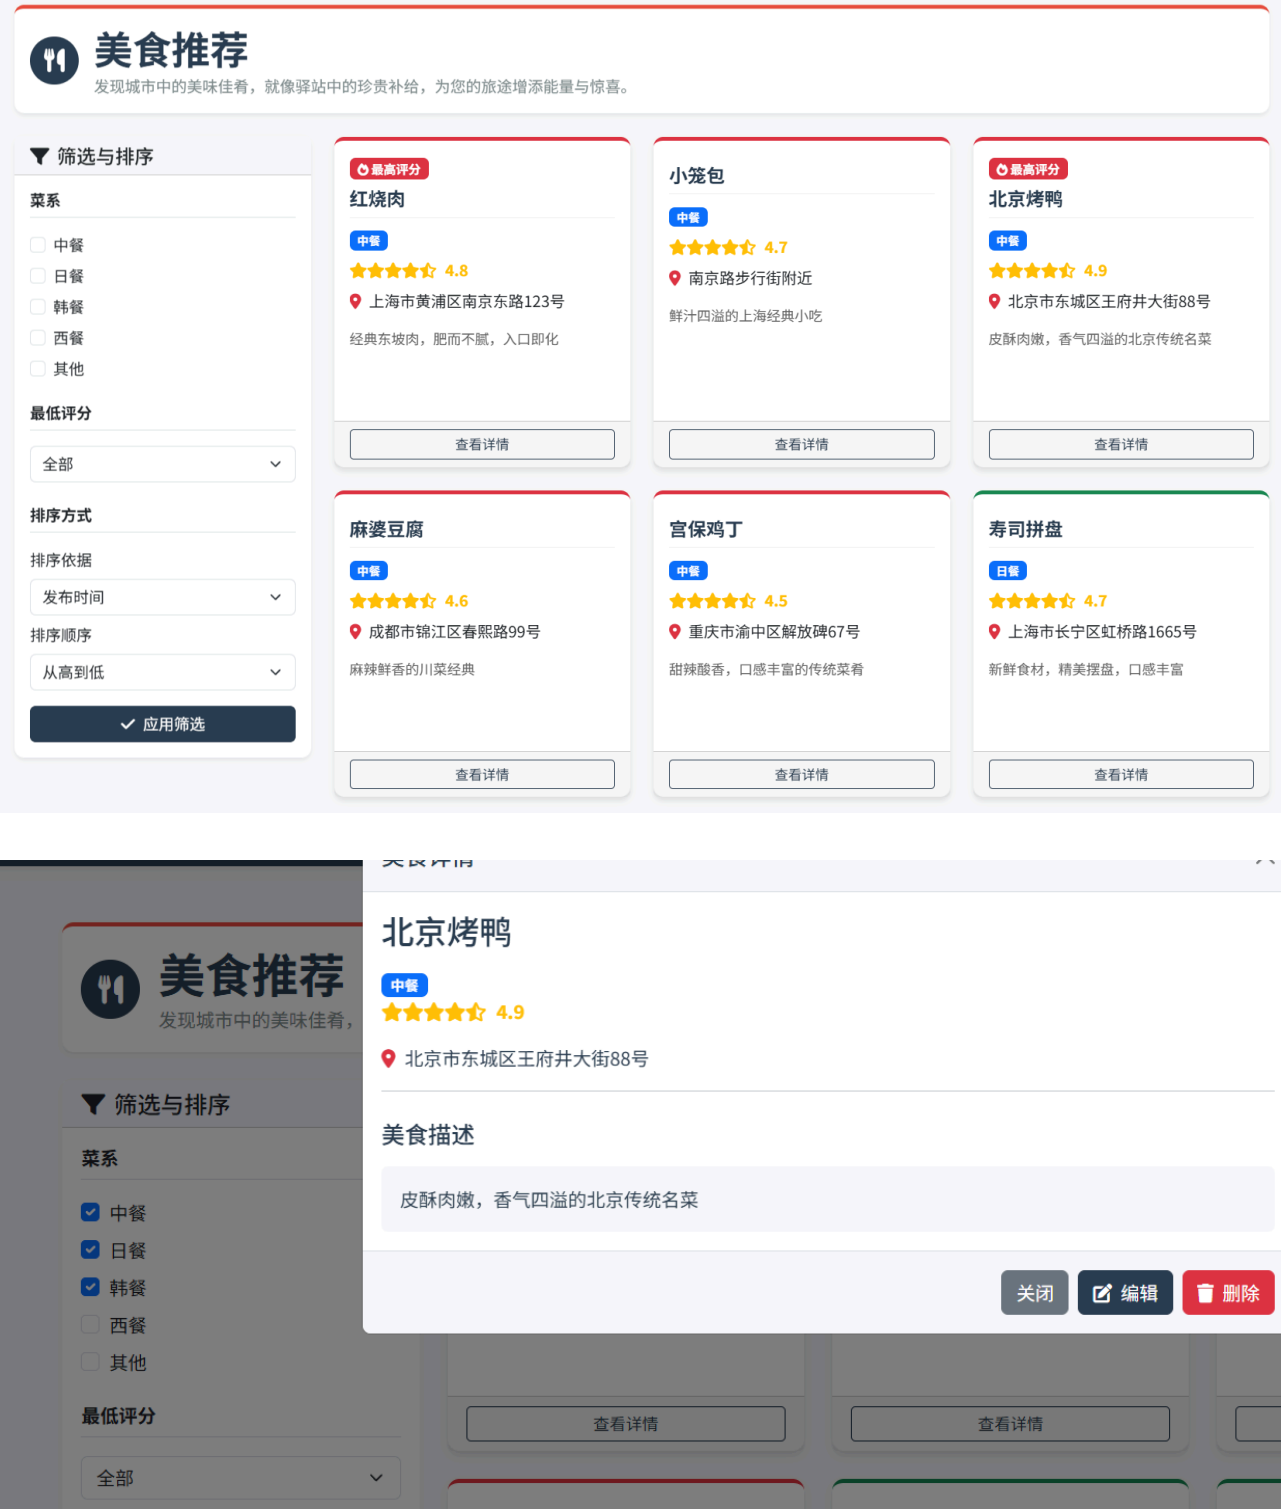 美食推荐
发现城市中的美味佳肴，就像驿站中的珍贵补给，为您的旅途增添能量与惊喜。
筛选与排序
菜系
中餐
日餐
韩餐
西餐
其他
最低评分
全部
排序方式
排序依据
发布时间
排序顺序
从高到低
应用筛选
最高评分
红烧肉
中餐
4.8
上海市黄浦区南京东路123号
经典东坡肉，肥而不腻，入口即化
查看详情
小笼包
中餐
4.7
南京路步行街附近
鲜汁四溢的上海经典小吃
查看详情
最高评分
北京烤鸭
中餐
4.9
北京市东城区王府井大街88号
皮酥肉嫩，香气四溢的北京传统名菜
查看详情
麻婆豆腐
中餐
4.6
成都市锦江区春熙路99号
麻辣鲜香的川菜经典
查看详情
宫保鸡丁
中餐
4.5
重庆市渝中区解放碑67号
甜辣酸香，口感丰富的传统菜肴
查看详情
寿司拼盘
日餐
4.7
上海市长宁区虹桥路1665号
新鲜食材，精美摆盘，口感丰富
查看详情
美食推荐
发现城市中的美味佳肴，
筛选与排序
菜系
中餐
日餐
韩餐
西餐
其他
最低评分
全部
美食详情
北京烤鸭
中餐
4.9
北京市东城区王府井大街88号
美食描述
皮酥肉嫩，香气四溢的北京传统名菜
关闭
编辑
删除
查看详情
查看详情